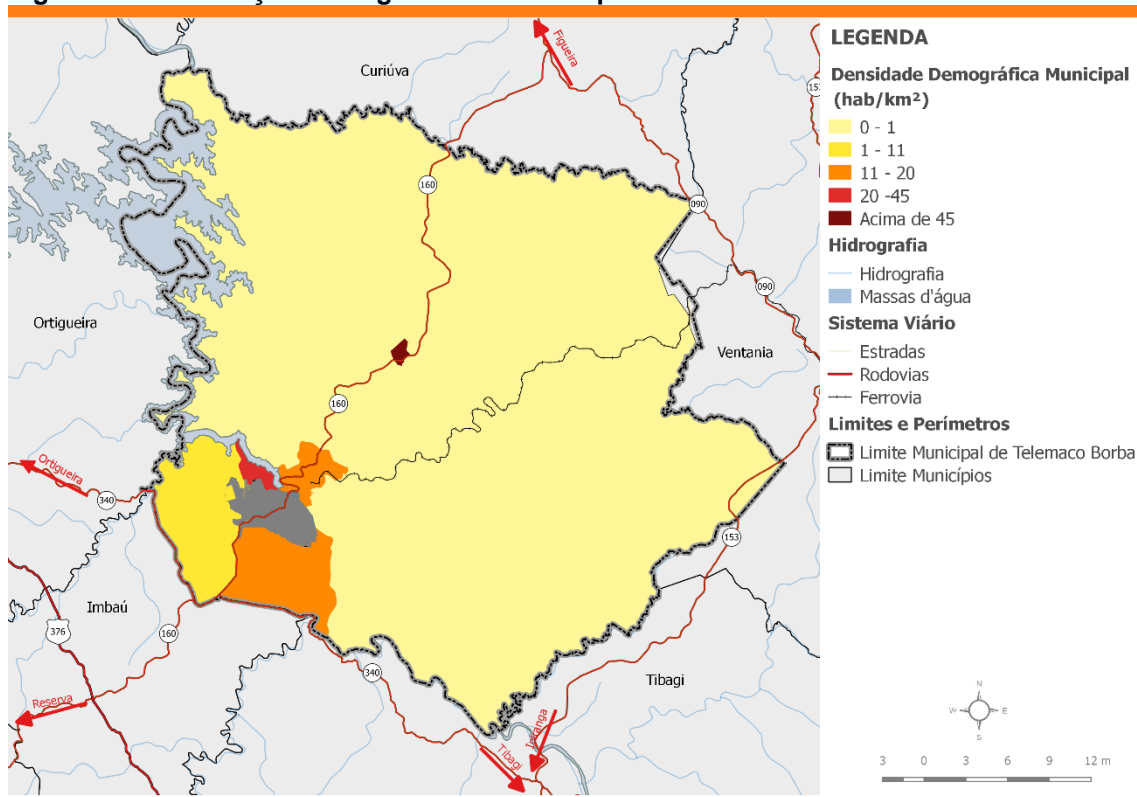 Curiúva
Figueira
160
090
153
090
Ortigueira
Ventania
160
Ortigueira
340
153
Imbaú
376
160
340
Tibagi
Reserva
Tibagi
LEGENDA
Densidade Demográfica Municipal
(hab/km²)
0 - 1
1 - 11
11 - 20
20 -45
Acima de 45
Hidrografia
Hidrografia
Massas d'água
Sistema Viário
Estradas
Rodovias
Ferrovia
Limites e Perímetros
Limite Municipal de Telemaco Borba
Limite Municípios
N
W
E
S
3 0 3 6 9 12 m